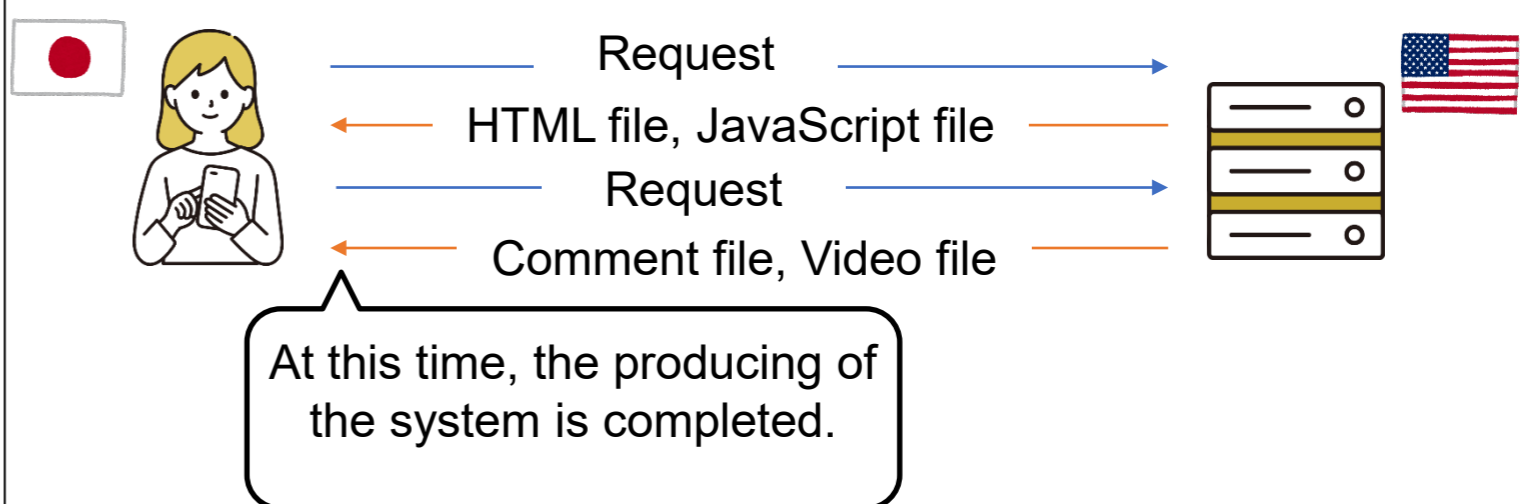 Request
HTML file, JavaScript file
Request
Comment file, Video file
At this time, the producing of
the system is completed.